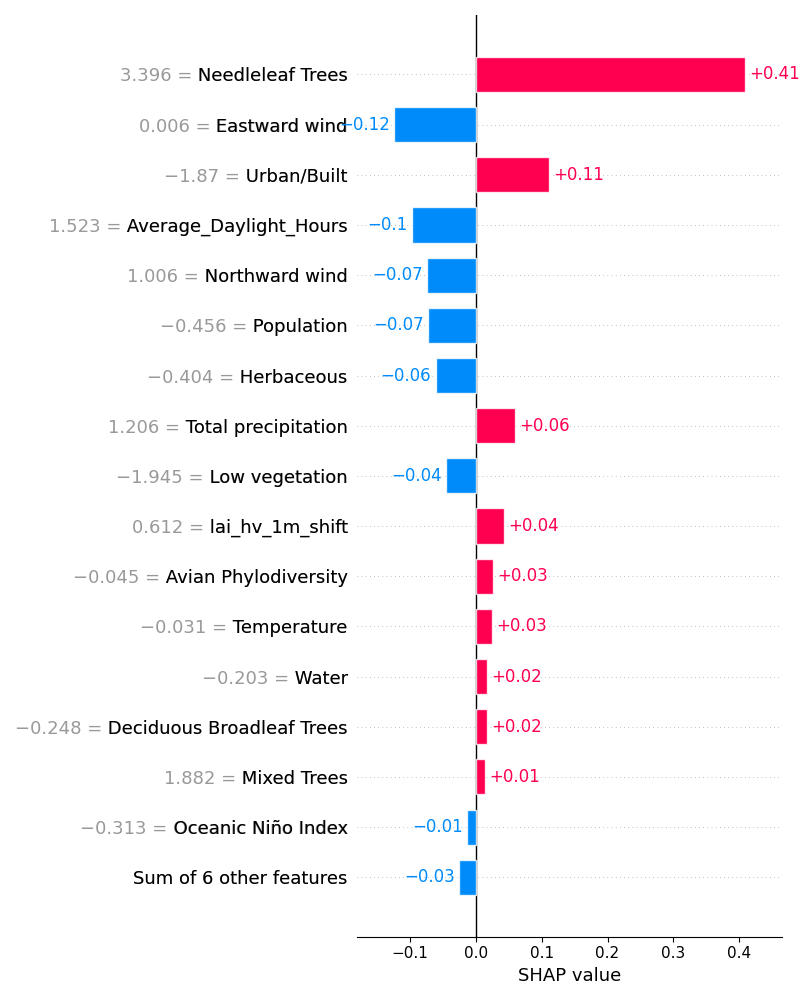 3.396 = Needleleaf Trees +0.41
0.006 = Eastward wind −0.12
−1.87 = Urban/Built +0.11
1.523 = Average_Daylight_Hours −0.1
1.006 = Northward wind −0.07
−0.456 = Population −0.07
−0.404 = Herbaceous −0.06
1.206 = Total precipitation +0.06
−1.945 = Low vegetation −0.04
0.612 = lai_hv_1m_shift +0.04
−0.045 = Avian Phylodiversity +0.03
−0.031 = Temperature +0.03
−0.203 = Water +0.02
−0.248 = Deciduous Broadleaf Trees +0.02
1.882 = Mixed Trees +0.01
−0.313 = Oceanic Niño Index −0.01
Sum of 6 other features −0.03
−0.1 0.0 0.1 0.2 0.3 0.4
SHAP value